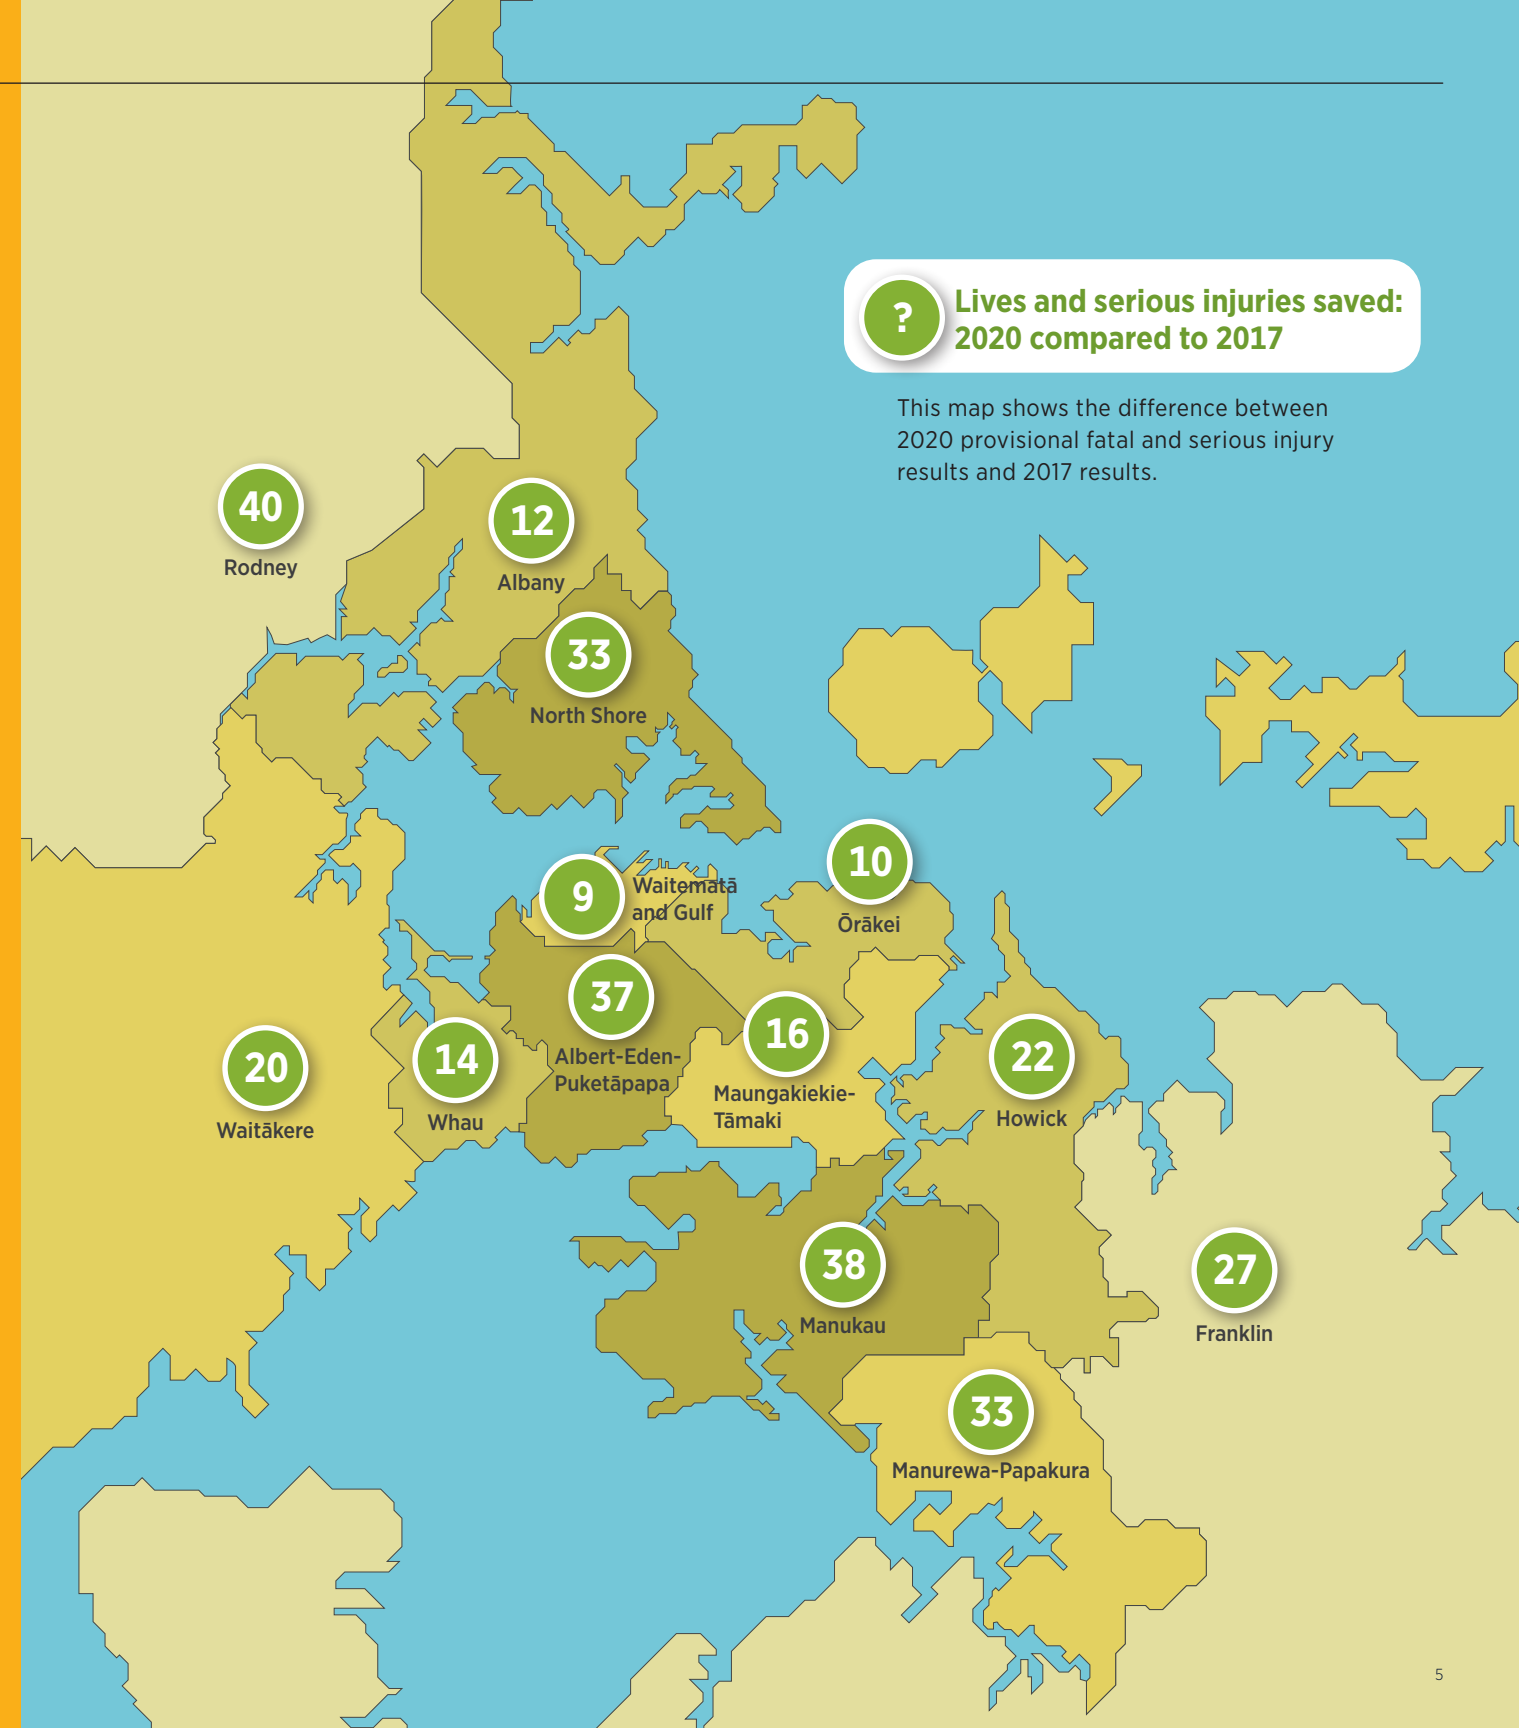 ?
Lives and serious injuries saved:
2020 compared to 2017
This map shows the difference between
2020 provisional fatal and serious injury
results and 2017 results.
40
Rodney
12
Albany
33
North Shore
10
Ōrākei
9
Waitematā
and Gulf
37
Albert-Eden-
Puketāpapa
16
Maungakiekie-
Tāmaki
22
Howick
20
Waitākere
14
Whau
38
Manukau
27
Franklin
33
Manurewa-Papakura
5